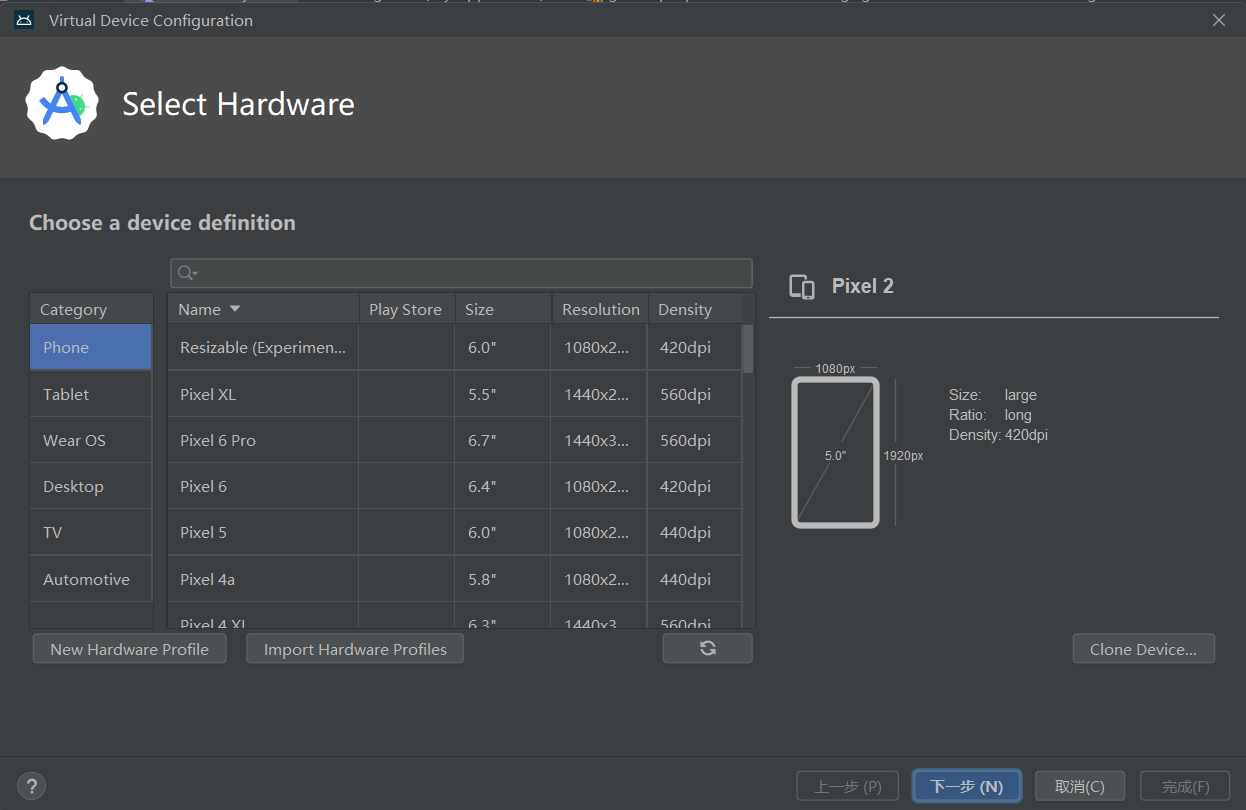 Virtual Device Configuration
Select Hardware
Choose a device definition
Category
Phone
Tablet
Wear OS
Desktop
TV
Automotive
Name Play Store Size Resolution Density
Resizable (Experimen... 6.0" 1080x2... 420dpi
Pixel XL 5.5" 1440x2... 560dpi
Pixel 6 Pro 6.7" 1440x3... 560dpi
Pixel 6 6.4" 1080x2... 420dpi
Pixel 5 6.0" 1080x2... 440dpi
Pixel 4a 5.8" 1080x2... 440dpi
Pixel 4 XL 6.3" 1440x3... 560dpi
Pixel 2
1080px
5.0"
1920px
Size: large
Ratio: long
Density: 420dpi
New Hardware Profile
Import Hardware Profiles
Clone Device...
?
上一步 (P)
下一步 (N)
取消(C)
完成(F)